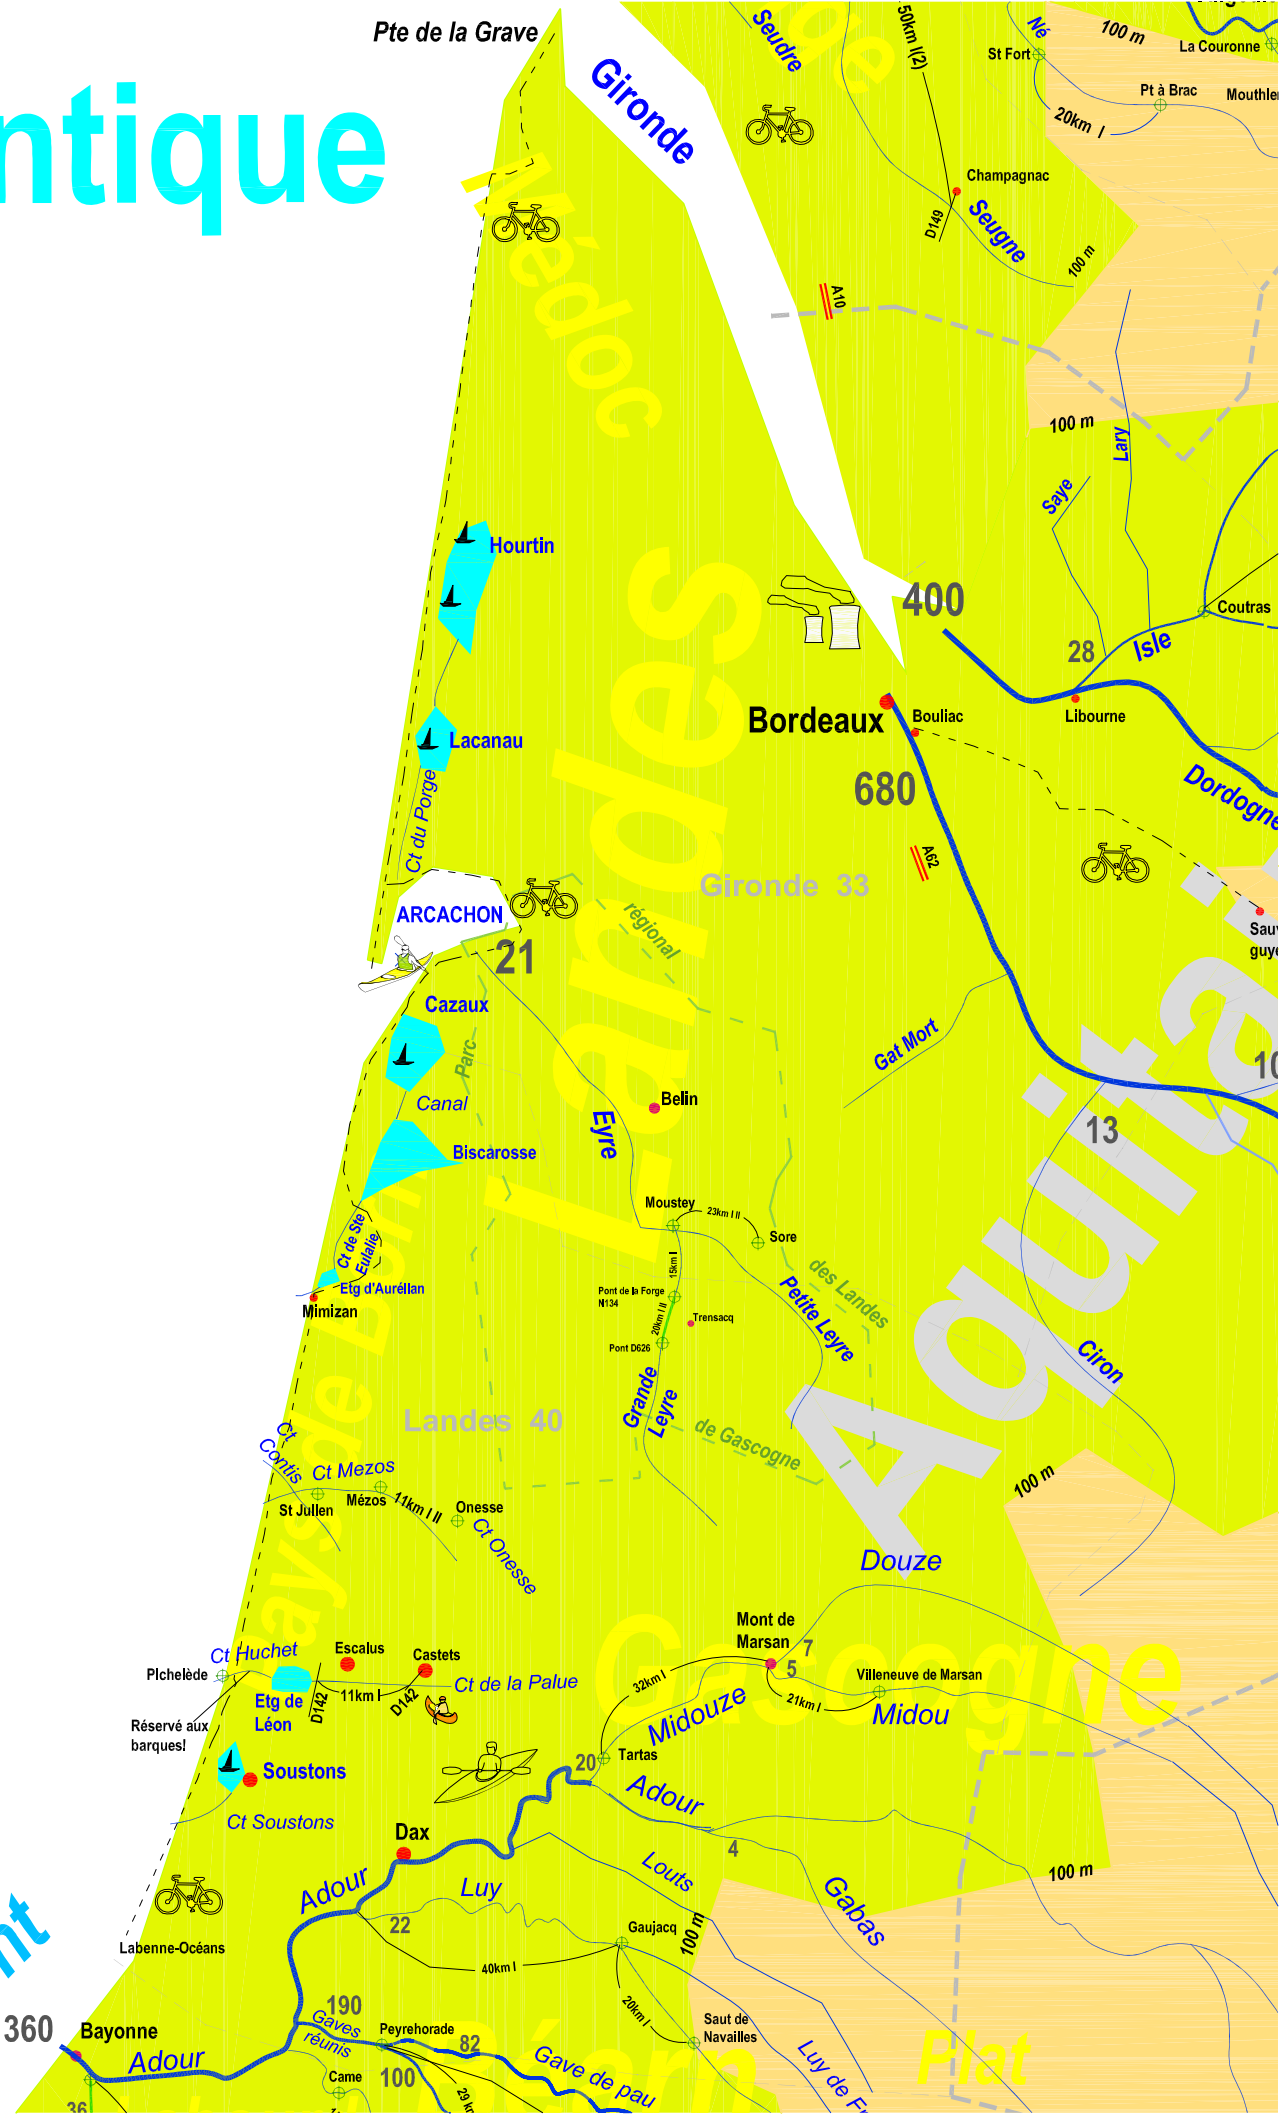 Pte de la Grave
ntique
Gironde
Seudre
50km I(2)
Né
St Fort
100 m
La Couronne
Pt à Brac
20km I
Champagnac
D149
Seugne
100 m
Médoc
A10
100 m
Lary
Saye
Hourtin
400
Coutras
28
Isle
Lacanau
Bordeaux
Bouliac
Libourne
680
Dordogne
Ct du Porge
A62
Gironde 33
ARCACHON
régional
21
Landes
Cazaux
Parc
Gat Mort
Canal
Belin
Eyre
13
Biscarosse
Moustey
23km I II
Sore
Ct de Ste
Eulalie
15km I
des Landes
Etg d'Auréllan
Mimizan
Pont de la Forge
N134
20km I II
Trensacq
Petite Leyre
Pont D626
Ciron
Grande
Leyre
Landes 40
de Gascogne
Ct
Contis
Ct Mezos
100 m
St Jullen
Mézos
11km I II
Onesse
Ct Onesse
Douze
Mont de
Marsan
7
5
Gascogne
Ct Huchet
Escalus
Castets
PIchelède
Ct de la Palue
32km I
Villeneuve de Marsan
Etg de
Léon
D142
11km I
D142
21km I
Midouze
Midou
Réservé aux
barques!
Tartas
20
Soustons
Adour
Ct Soustons
Dax
4
Louts
100 m
Adour
Luy
Gabas
22
Gaujacq
100 m
Labenne-Océans
40km I
190
20km I
360
Bayonne
Gaves
réunis
Peyrehorade
82
Saut de
Navailles
Adour
Gave de pau
Plat
Came
100